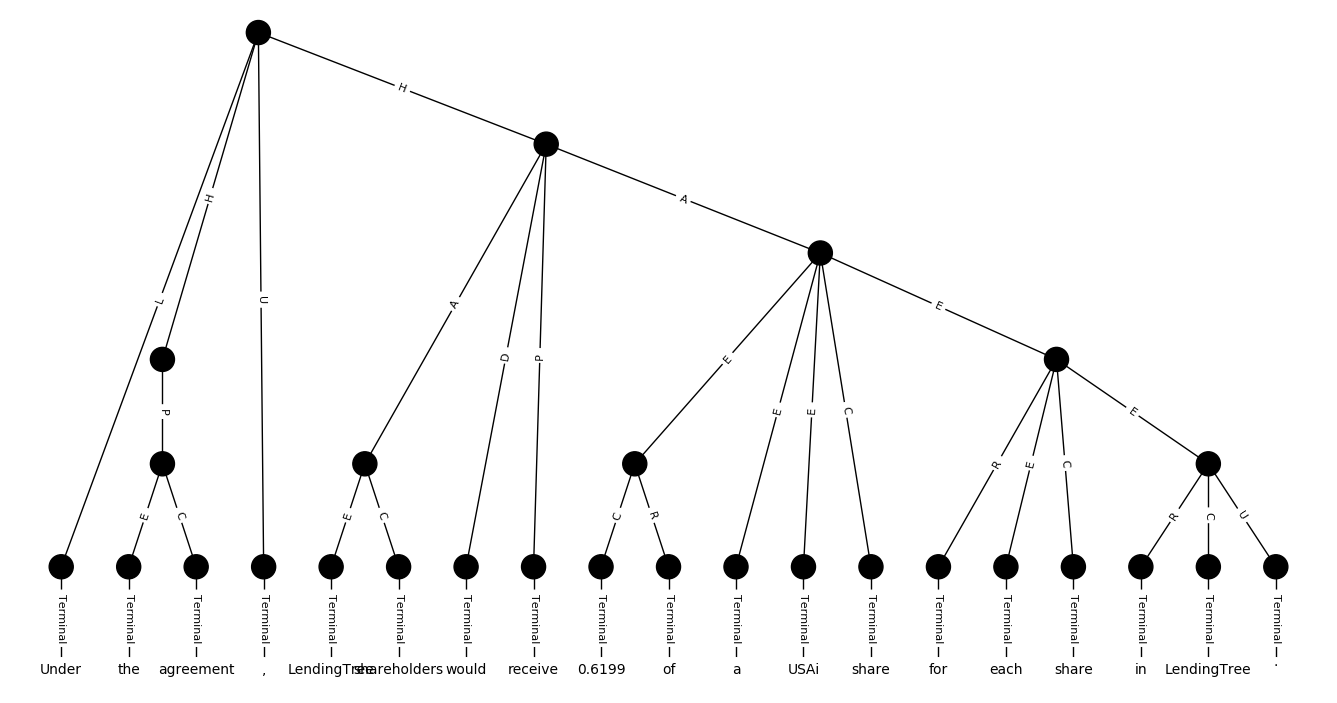 H
A
H
L
U
A
E
D
P
E
P
E
E
C
E
R
E
C
E
C
E
C
C
R
R
C
U
Terminal Terminal Terminal Terminal Terminal Terminal Terminal Terminal Terminal Terminal Terminal Terminal Terminal Terminal Terminal Terminal Terminal Terminal Terminal
Under the agreement , LendingTree shareholders would receive 0.6199 of a USAi share for each share in LendingTree .